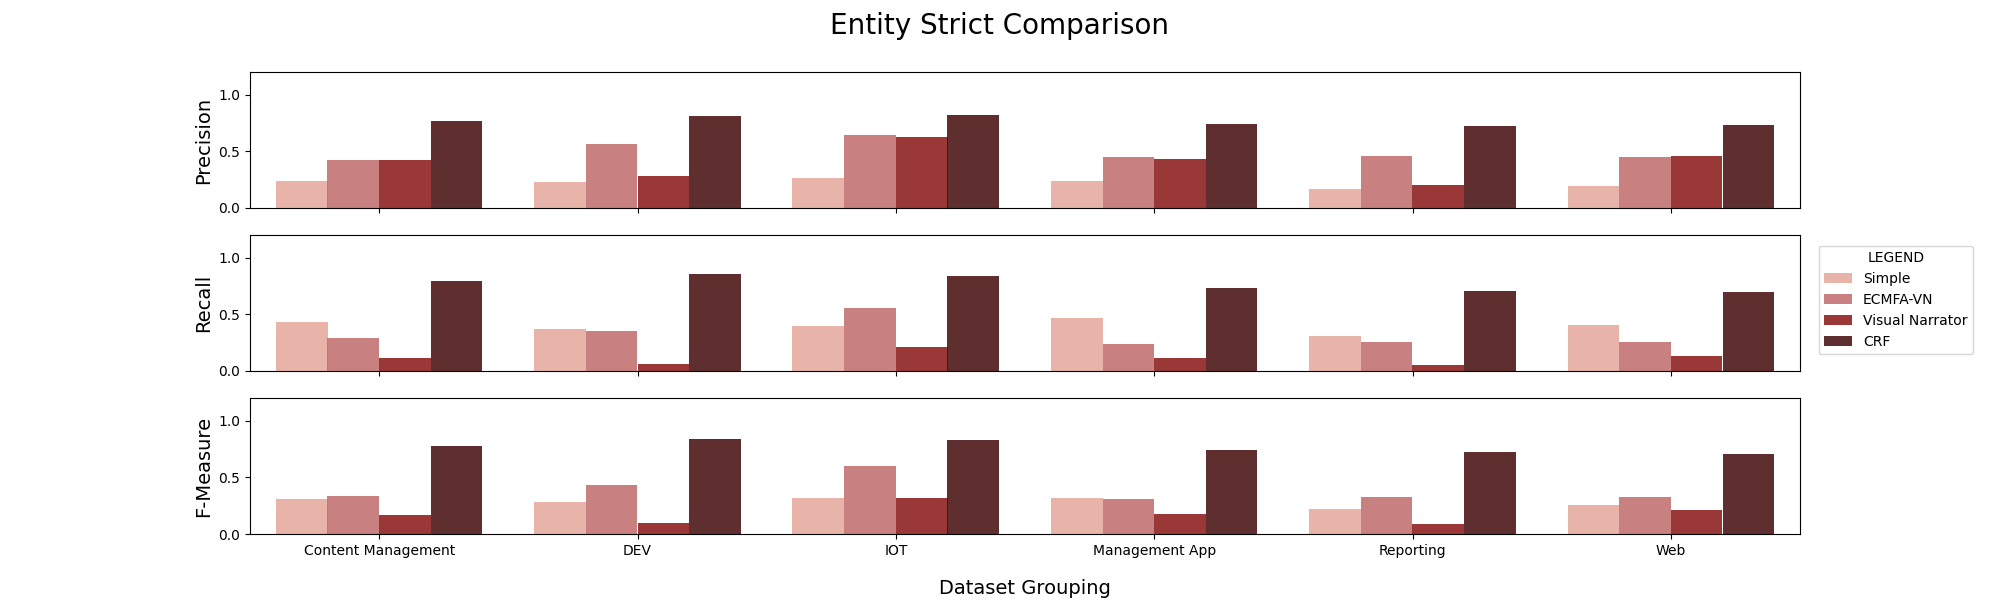 Entity Strict Comparison
Precision
1.0
0.5
0.0
Recall
1.0
0.5
0.0
F-Measure
1.0
0.5
0.0
Content Management
DEV
IOT
Management App
Reporting
Web
Dataset Grouping
LEGEND
Simple
ECMFA-VN
Visual Narrator
CRF